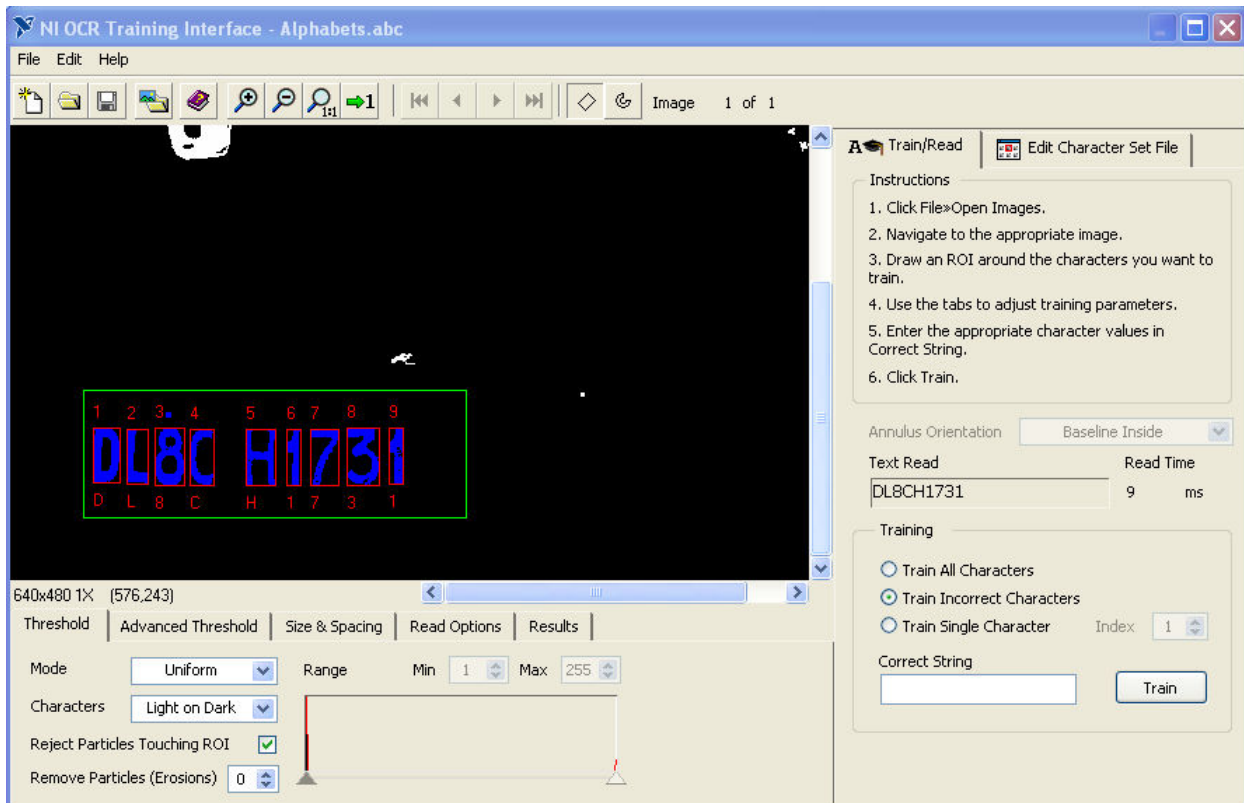 NI OCR Training Interface - Alphabets.abc
File Edit Help
1:1 1 Image 1 of 1
A Train/Read Edit Character Set File
Instructions
1. Click File»Open Images.
2. Navigate to the appropriate image.
3. Draw an ROI around the characters you want to
train.
4. Use the tabs to adjust training parameters.
5. Enter the appropriate character values in
Correct String.
6. Click Train.
1 2 3 4 5 6 7 8 9
DL8C H1731
D L 8 C H 1 7 3 1
Annulus Orientation Baseline Inside
Text Read Read Time
DL8CH1731 9 ms
Training
Train All Characters
Train Incorrect Characters
Train Single Character Index 1
Correct String
Train
640x480 1X (576,243)
Threshold Advanced Threshold Size & Spacing Read Options Results
Mode Uniform Range Min 1 Max 255
Characters Light on Dark
Reject Particles Touching ROI
Remove Particles (Erosions) 0